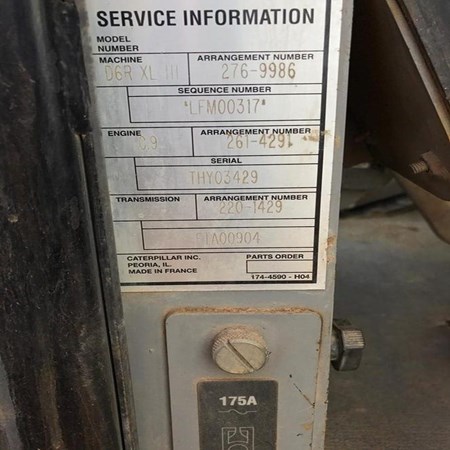 SERVICE INFORMATION
MODEL
NUMBER
MACHINE ARRANGEMENT NUMBER
D6R XL III 276-9986
SEQUENCE NUMBER
*LFM00317*
ENGINE ARRANGEMENT NUMBER
C9 261-4291
SERIAL
THY03429
TRANSMISSION ARRANGEMENT NUMBER
220-1429
CATERPILLAR INC.
PEORIA, IL.
MADE IN FRANCE
PARTS ORDER
174-4590 - H04
175A